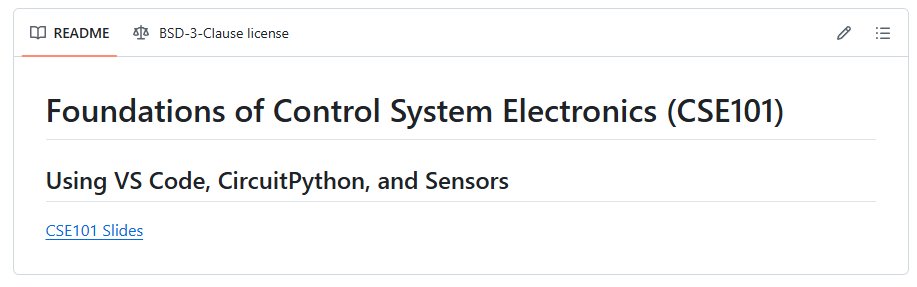 README
BSD-3-Clause license
Foundations of Control System Electronics (CSE101)
Using VS Code, CircuitPython, and Sensors
CSE101 Slides